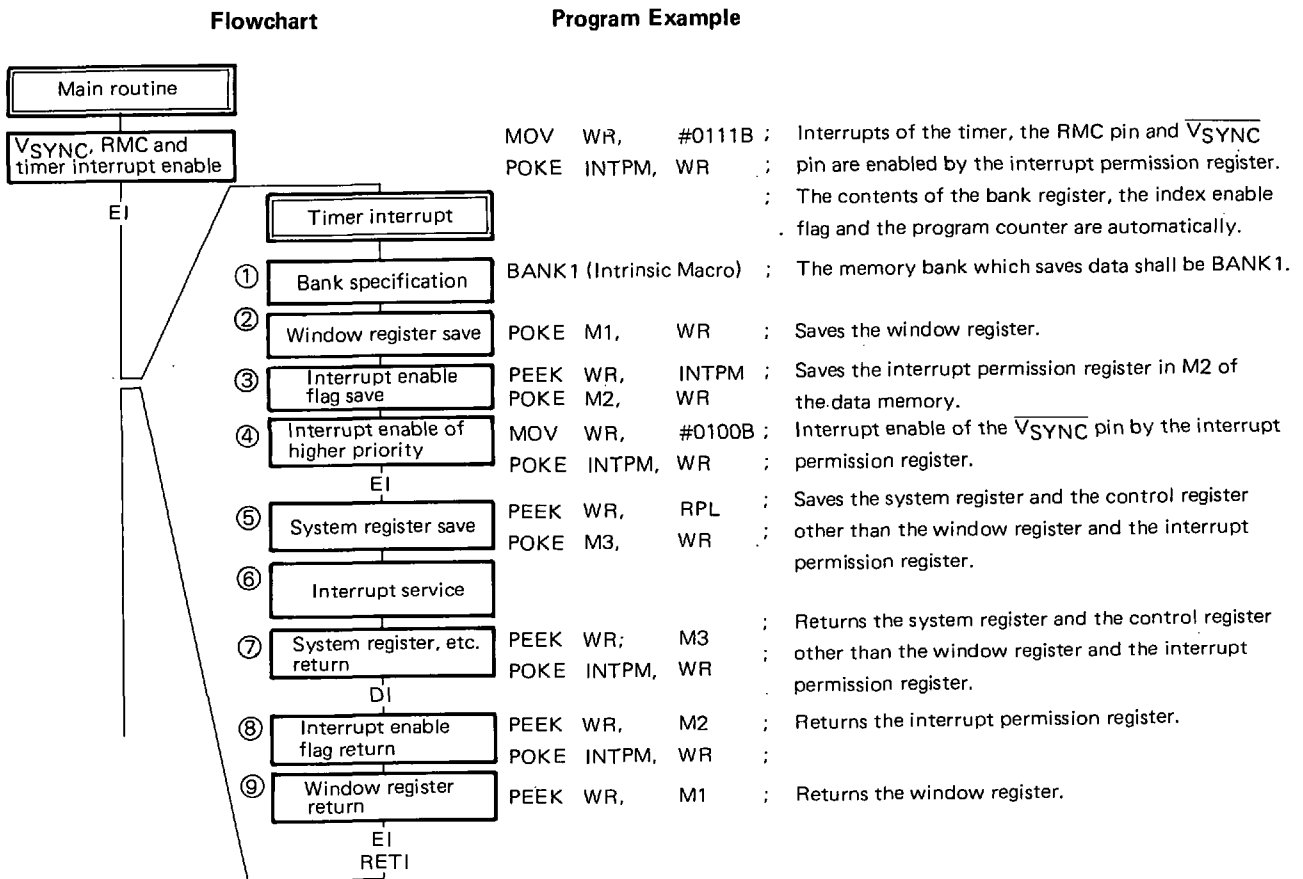 Flowchart Program Example
Main routine
VSYNC, RMC and
timer interrupt enable
MOV WR, #0111B ; Interrupts of the timer, the RMC pin and VSYNC
POKE INTPM, WR ; pin are enabled by the interrupt permission register.
EI
Timer interrupt
; The contents of the bank register, the index enable
. flag and the program counter are automatically.
① Bank specification BANK1 (Intrinsic Macro) ; The memory bank which saves data shall be BANK1.
② Window register save POKE M1, WR ; Saves the window register.
③ Interrupt enable PEEK WR, INTPM ; Saves the interrupt permission register in M2 of
flag save POKE M2, WR the data memory.
④ Interrupt enable of MOV WR, #0100B ; Interrupt enable of the VSYNC pin by the interrupt
higher priority POKE INTPM, WR ; permission register.
EI
⑤ System register save PEEK WR, RPL ; Saves the system register and the control register
POKE M3, WR ; other than the window register and the interrupt
permission register.
⑥ Interrupt service
; Returns the system register and the control register
⑦ System register, etc. PEEK WR; M3 ; other than the window register and the interrupt
return POKE INTPM, WR . permission register.
DI
⑧ Interrupt enable PEEK WR, M2 ; Returns the interrupt permission register.
flag return POKE INTPM, WR ;
⑨ Window register
return PEEK WR, M1 ; Returns the window register.
EI
RETI